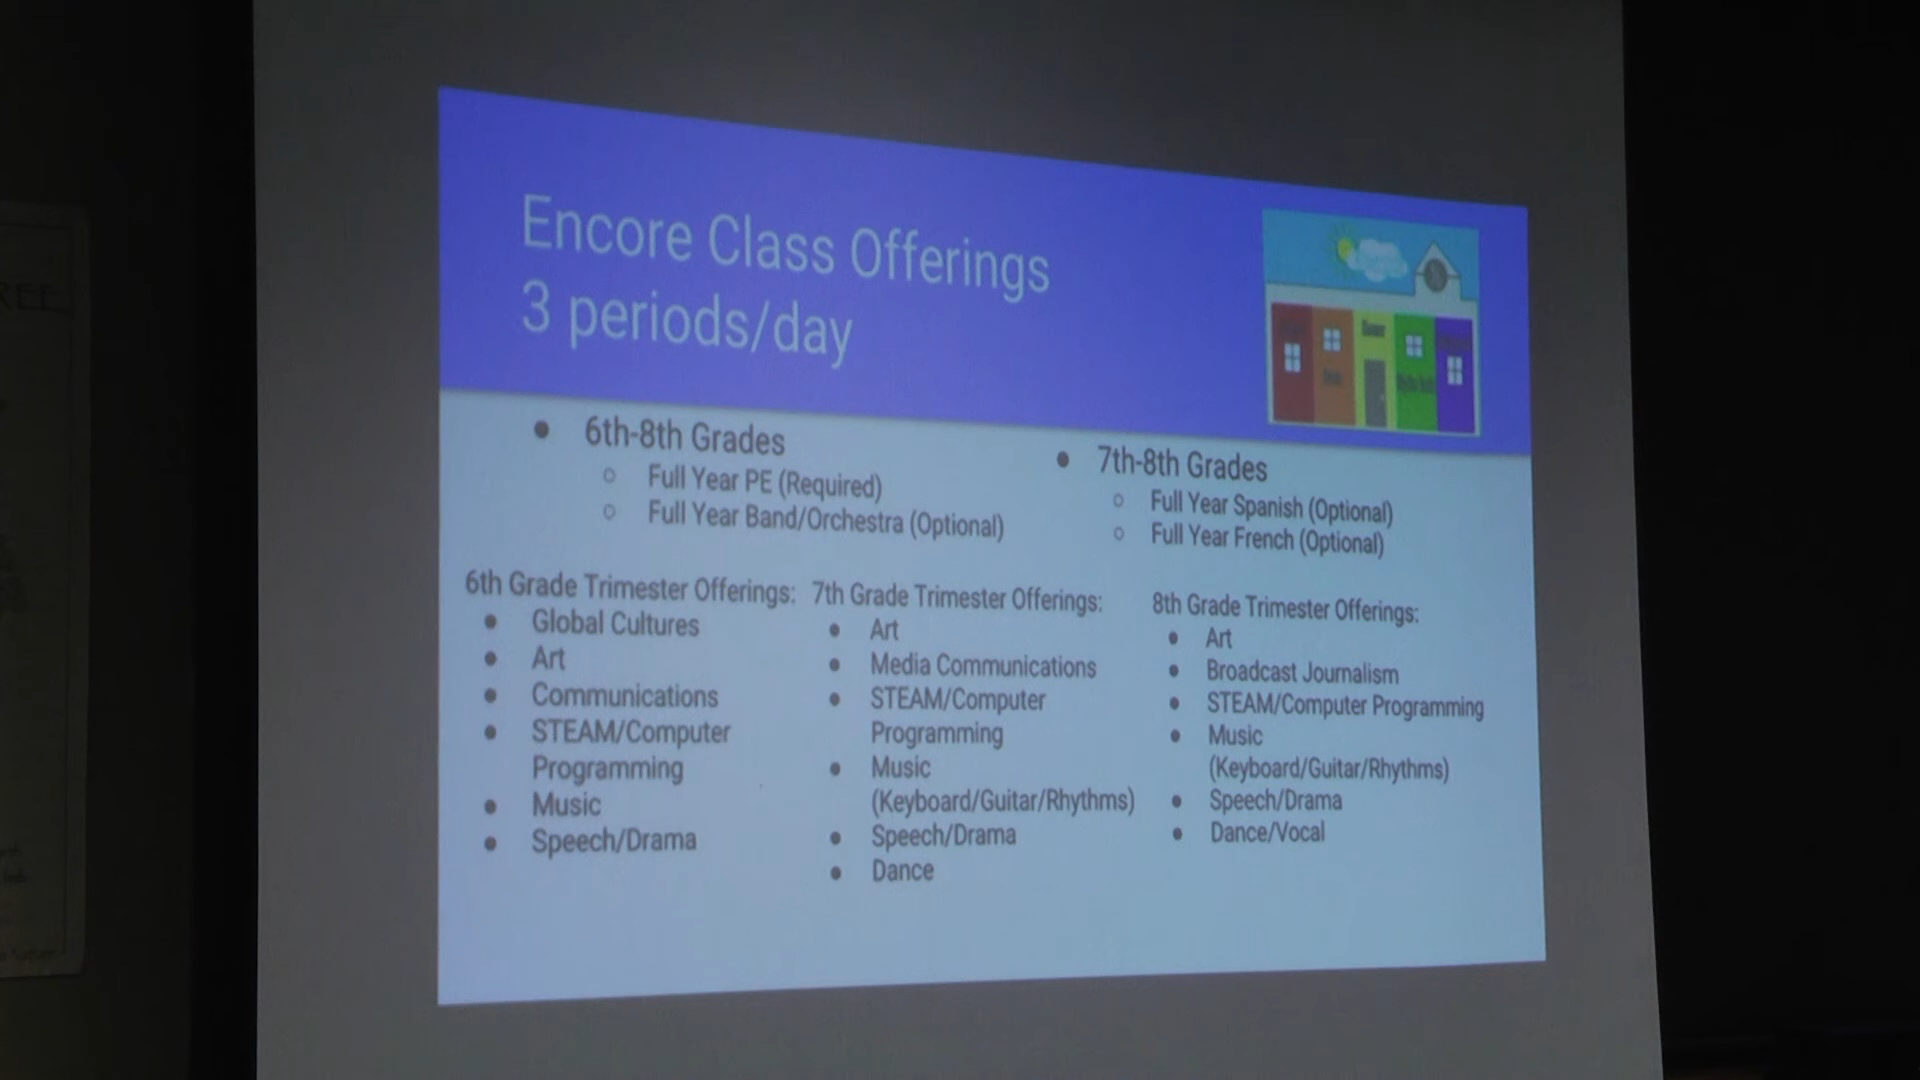 Encore Class Offerings
3 periods/day
● 6th-8th Grades
○ Full Year PE (Required)
○ Full Year Band/Orchestra (Optional)
● 7th-8th Grades
○ Full Year Spanish (Optional)
○ Full Year French (Optional)
6th Grade Trimester Offerings:
● Global Cultures
● Art
● Communications
● STEAM/Computer
Programming
● Music
● Speech/Drama
7th Grade Trimester Offerings:
● Art
● Media Communications
● STEAM/Computer
Programming
● Music
(Keyboard/Guitar/Rhythms)
● Speech/Drama
● Dance
8th Grade Trimester Offerings:
● Art
● Broadcast Journalism
● STEAM/Computer Programming
● Music
(Keyboard/Guitar/Rhythms)
● Speech/Drama
● Dance/Vocal